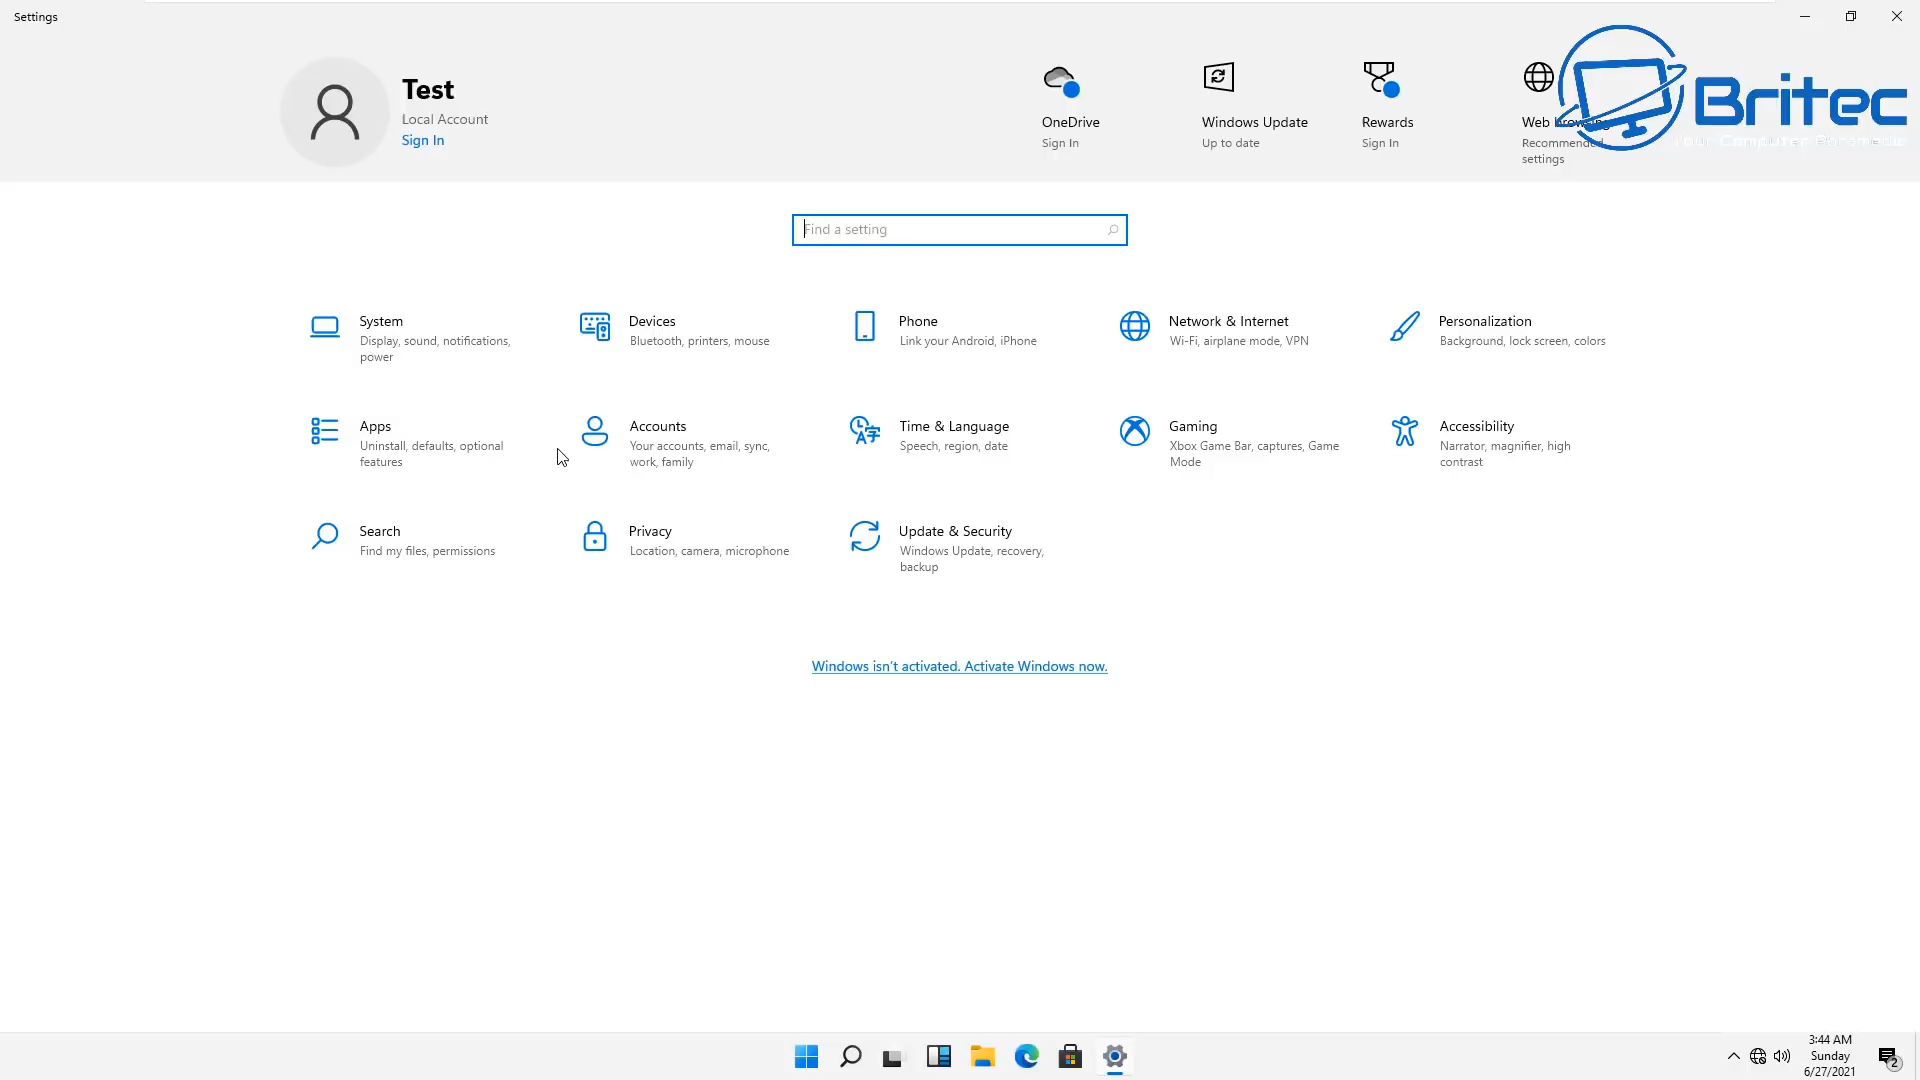 Settings
Test
Local Account
Sign In
OneDrive
Sign In
Windows Update
Up to date
Rewards
Sign In
Web browsing
Recommended
settings
Britec
Your Computer Paramedic
Find a setting
System
Display, sound, notifications,
power
Devices
Bluetooth, printers, mouse
Phone
Link your Android, iPhone
Network & Internet
Wi-Fi, airplane mode, VPN
Personalization
Background, lock screen, colors
Apps
Uninstall, defaults, optional
features
Accounts
Your accounts, email, sync,
work, family
Time & Language
Speech, region, date
Gaming
Xbox Game Bar, captures, Game
Mode
Accessibility
Narrator, magnifier, high
contrast
Search
Find my files, permissions
Privacy
Location, camera, microphone
Update & Security
Windows Update, recovery,
backup
Windows isn't activated. Activate Windows now.
3:44 AM
Sunday
6/27/2021
2